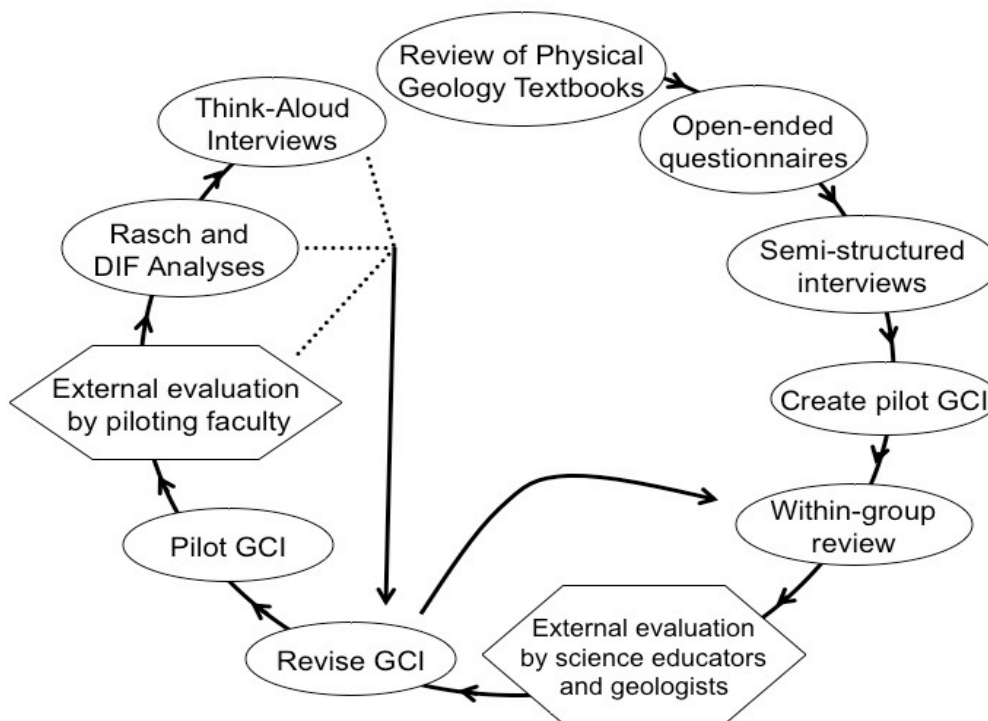 Review of Physical
Geology Textbooks
Open-ended
questionnaires
Semi-structured
interviews
Create pilot GCI
Within-group
review
External evaluation
by science educators
and geologists
Revise GCI
Pilot GCI
External evaluation
by piloting faculty
Rasch and
DIF Analyses
Think-Aloud
Interviews